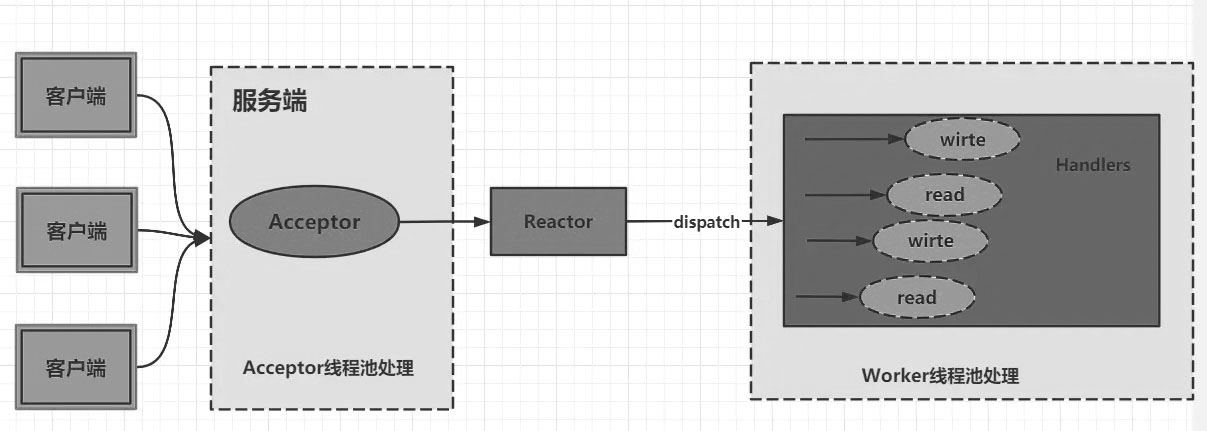 客户端
客户端
客户端
服务端
Acceptor
Acceptor线程池处理
Reactor
dispatch
Handlers
wirte
read
wirte
read
Worker线程池处理